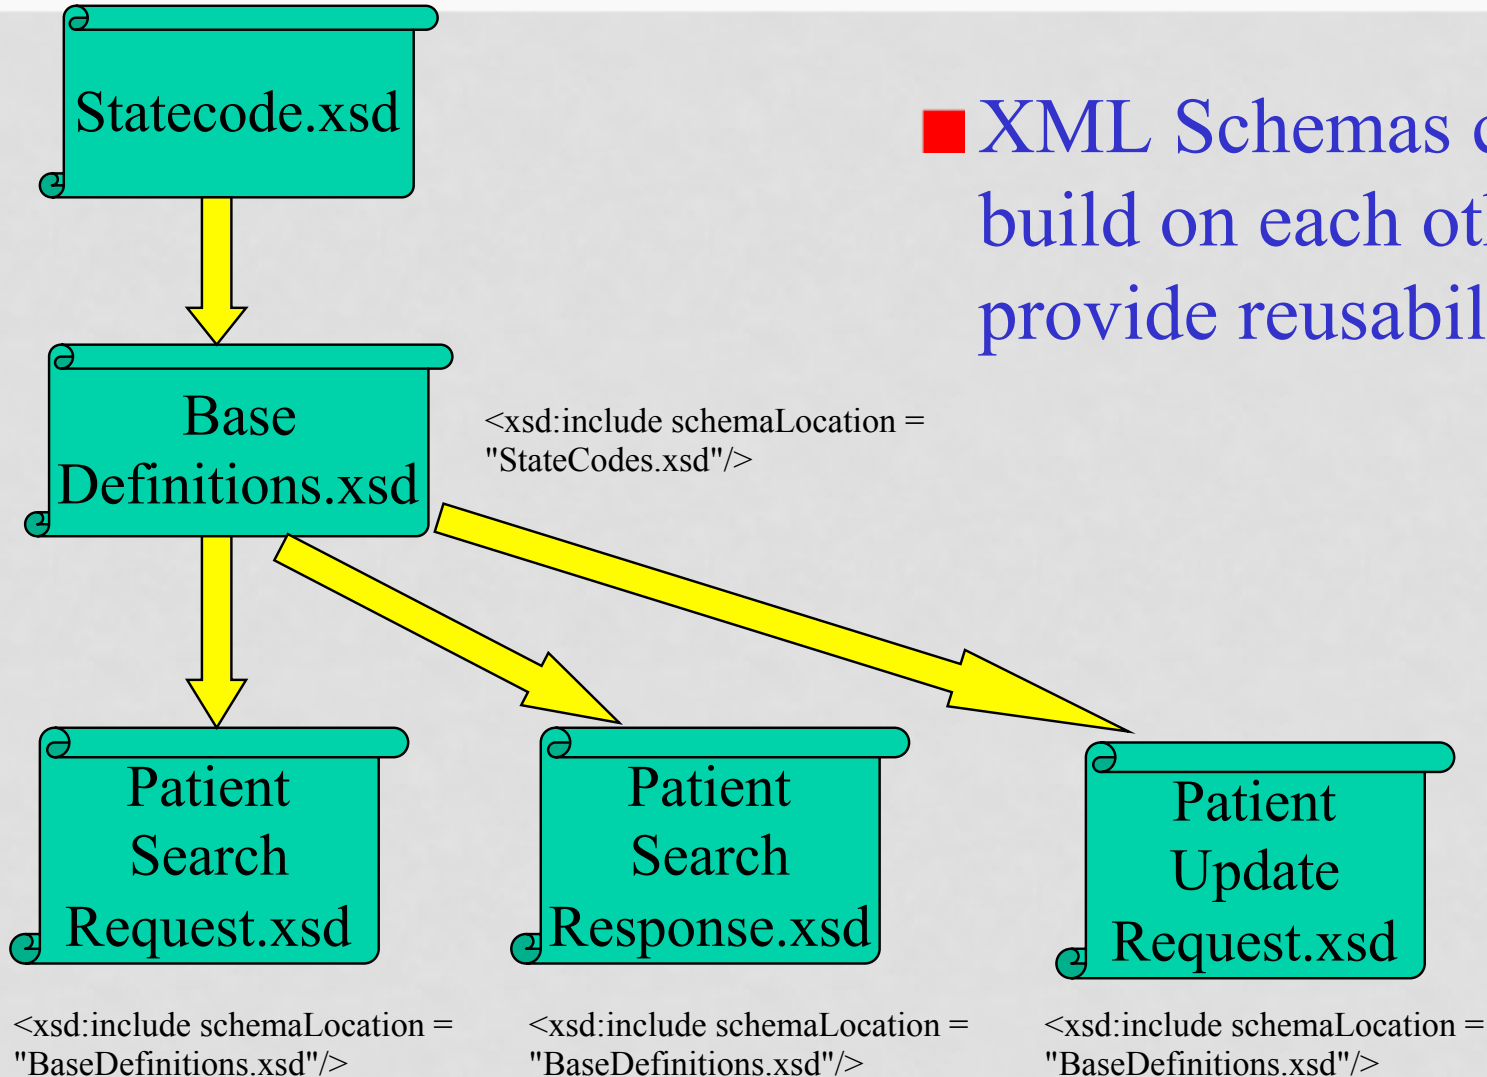 Statecode.xsd
XML Schemas
build on each
provide
Base
Definitions.xsd
<xsd:include schemaLocation =
"StateCodes.xsd"/>
Patient
Search
Request.xsd
Patient
Search
Response.xsd
Patient
Update
Request.xsd
<xsd:include schemaLocation =
"BaseDefinitions.xsd"/>
<xsd:include schemaLocation =
"BaseDefinitions.xsd"/>
<xsd:include schemaLocation =
"BaseDefinitions.xsd"/>